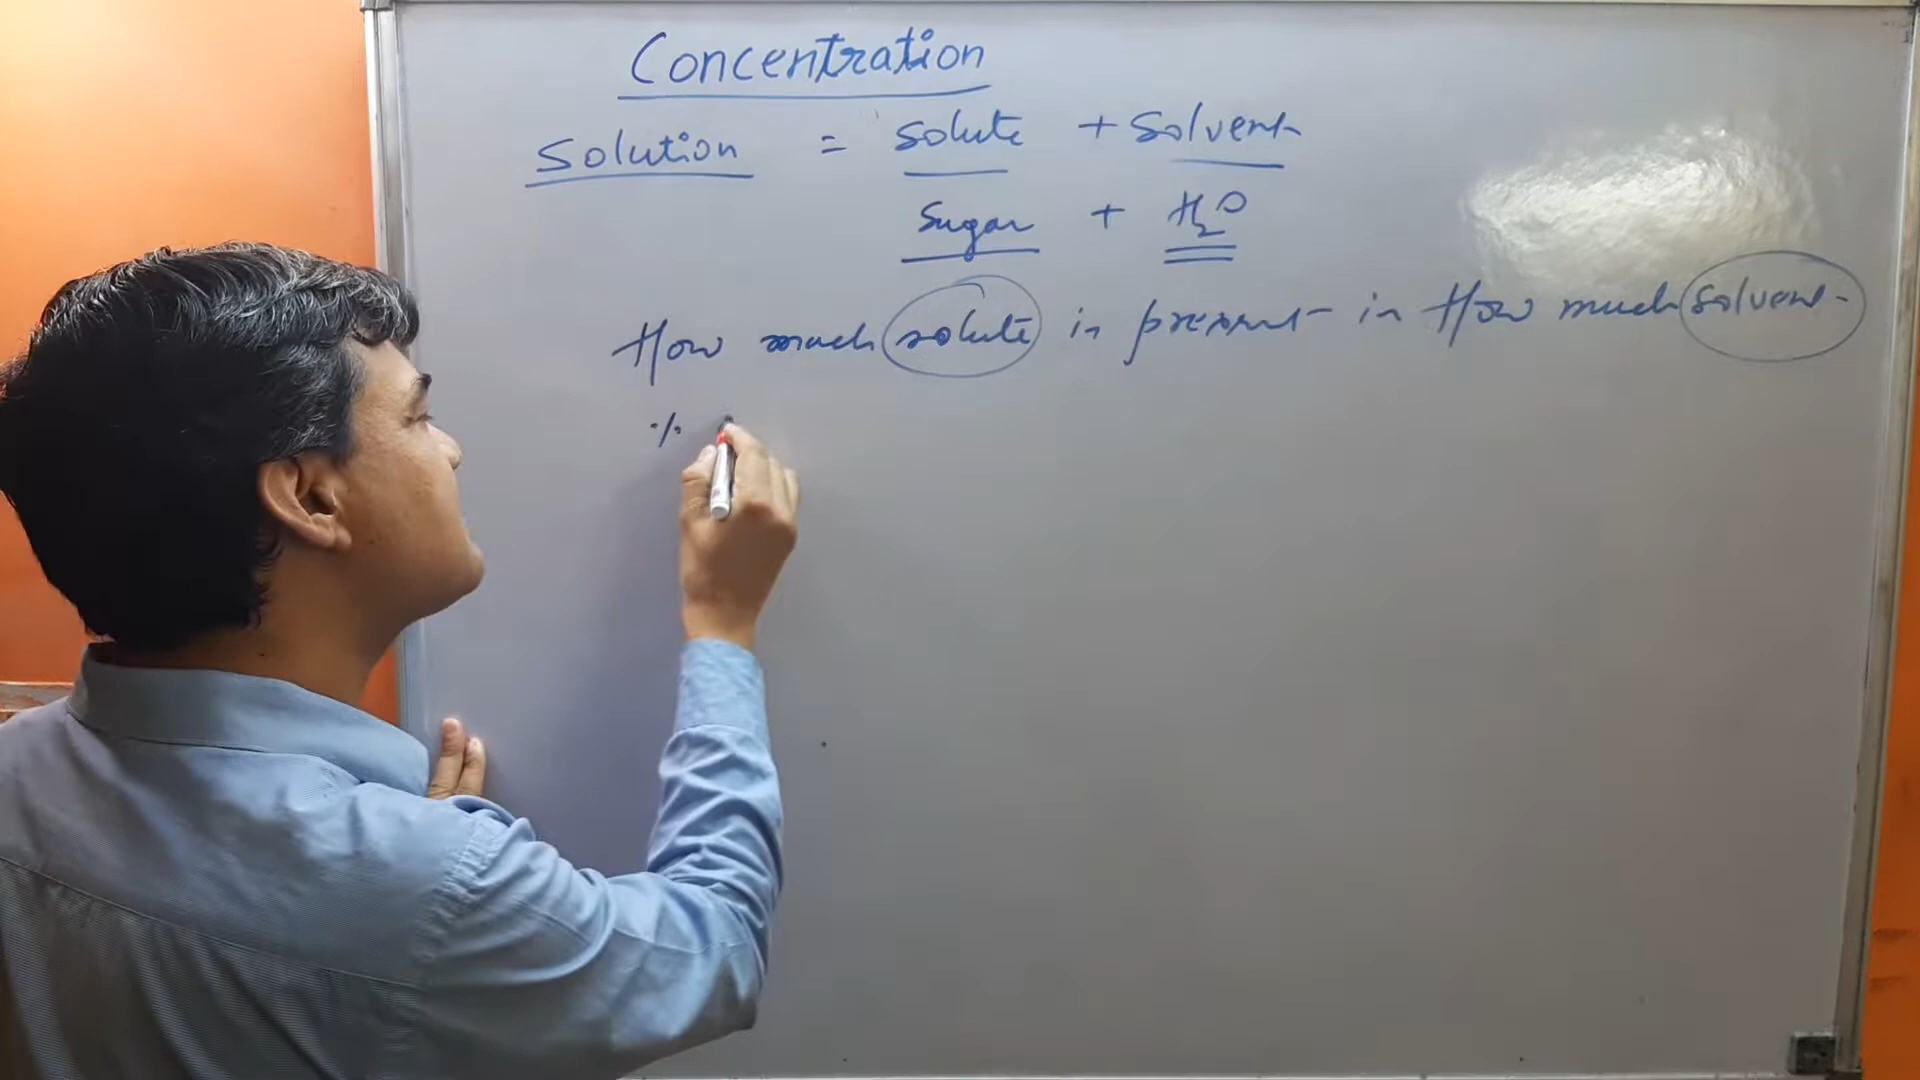 Concentration
Solution = Solute + Solvent
Sugar + H₂O
How much solute is present in How much solvent
%